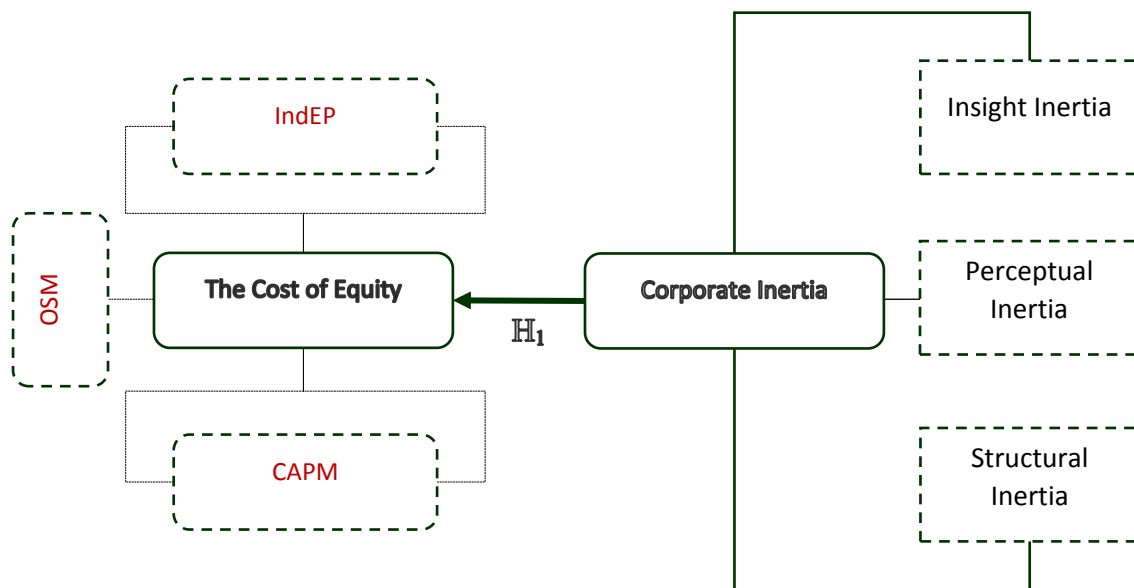 IndEP
Insight Inertia
OSM
The Cost of Equity
ℍ₁
Corporate Inertia
Perceptual
Inertia
CAPM
Structural
Inertia